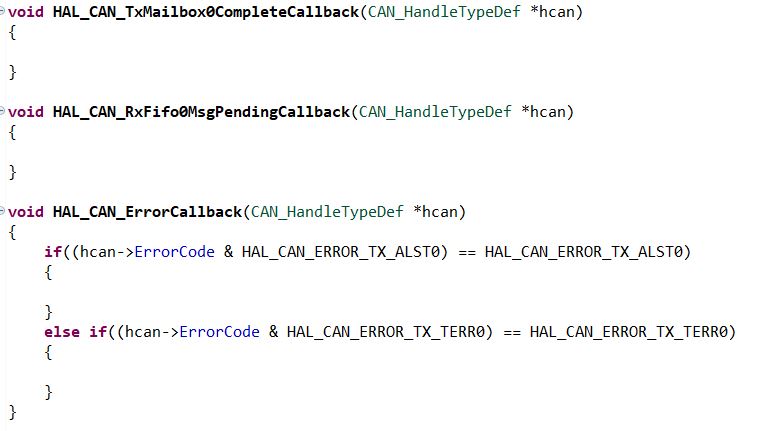 void HAL_CAN_TxMailbox0CompleteCallback(CAN_HandleTypeDef *hcan)
{

}

void HAL_CAN_RxFifo0MsgPendingCallback(CAN_HandleTypeDef *hcan)
{

}

void HAL_CAN_ErrorCallback(CAN_HandleTypeDef *hcan)
{
    if((hcan->ErrorCode & HAL_CAN_ERROR_TX_ALST0) == HAL_CAN_ERROR_TX_ALST0)
    {

    }
    else if((hcan->ErrorCode & HAL_CAN_ERROR_TX_TERR0) == HAL_CAN_ERROR_TX_TERR0)
    {

    }
}